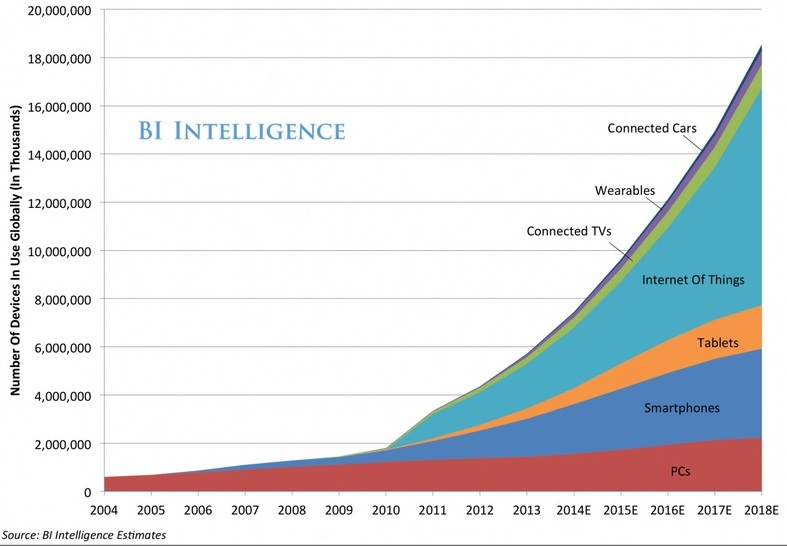 20,000,000
18,000,000
16,000,000
14,000,000
12,000,000
10,000,000
8,000,000
6,000,000
4,000,000
2,000,000
0
Number Of Devices In Use Globally (In Thousands)
BI INTELLIGENCE
Connected Cars
Wearables
Connected TVs
Internet Of Things
Tablets
Smartphones
PCs
2004 2005 2006 2007 2008 2009 2010 2011 2012 2013 2014E 2015E 2016E 2017E 2018E
Source: BI Intelligence Estimates